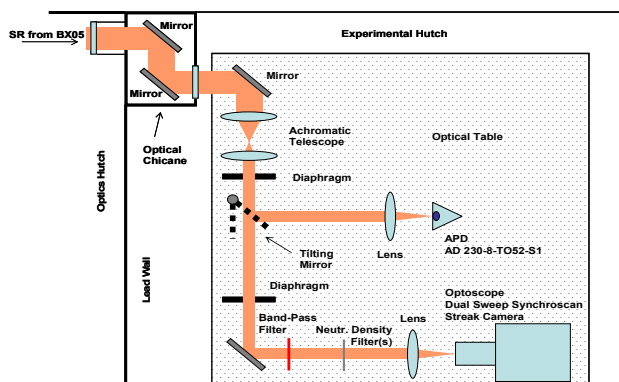 Mirror
SR from BX05
Experimental Hutch
Mirror
Mirror
Achromatic
Telescope
Optical Table
Optical
Chicane
Optics Hutch
Diaphragm
APD
AD 230-8-TO52-S1
Lens
Tilting
Mirror
Lead Wall
Diaphragm
Optoscope
Dual Sweep Synchroscan
Streak Camera
Band-Pass
Filter
Neutr. Density
Filter(s)
Lens